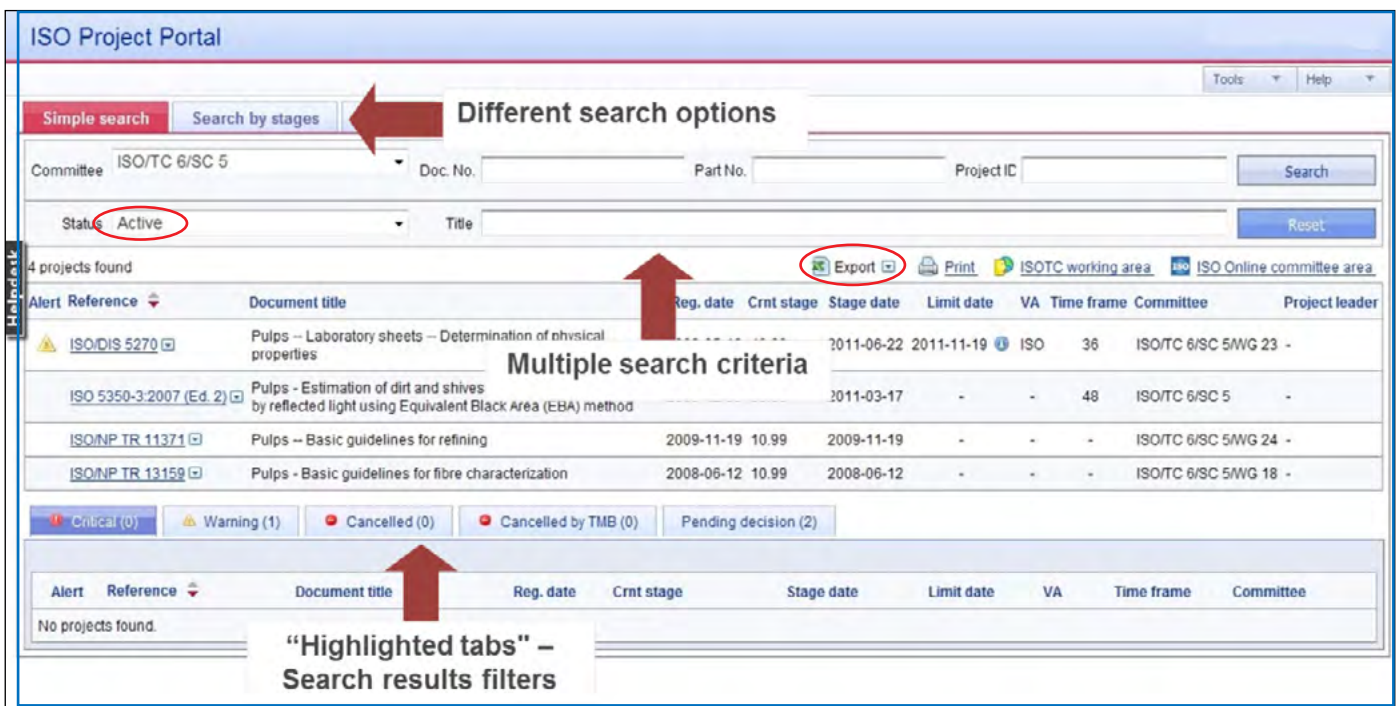 ISO Project Portal
Tools Help
Simple search Search by stages
Different search options
Committee ISO/TC 6/SC 5 Doc. No. Part No. Project ID Search
Status Active Title Reset
Helpdesk
4 projects found Export Print ISOTC working area ISO Online committee area
Alert Reference Document title Reg. date Crnt stage Stage date Limit date VA Time frame Committee Project leader
ISO/DIS 5270 Pulps -- Laboratory sheets -- Determination of physical
properties
2011-06-22 2011-11-19 ISO 36 ISO/TC 6/SC 5/WG 23 -
Multiple search criteria
ISO 5350-3:2007 (Ed. 2) Pulps - Estimation of dirt and shives
by reflected light using Equivalent Black Area (EBA) method
2011-03-17 - - 48 ISO/TC 6/SC 5 -
ISO/NP TR 11371 Pulps -- Basic guidelines for refining 2009-11-19 10.99 2009-11-19 - - - ISO/TC 6/SC 5/WG 24 -
ISO/NP TR 13159 Pulps - Basic guidelines for fibre characterization 2008-06-12 10.99 2008-06-12 - - - ISO/TC 6/SC 5/WG 18 -
Critical (0) Warning (1) Cancelled (0) Cancelled by TMB (0) Pending decision (2)
Alert Reference Document title Reg. date Crnt stage Stage date Limit date VA Time frame Committee
No projects found.
“Highlighted tabs" –
Search results filters